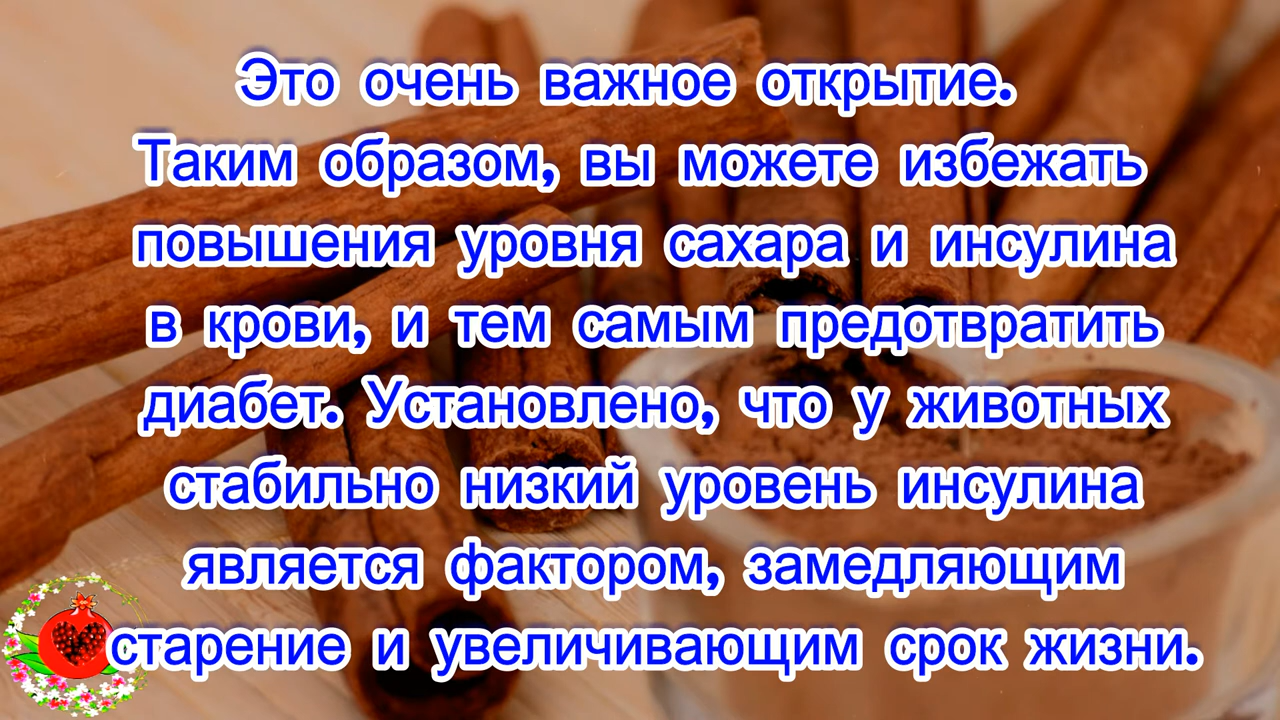 Это очень важное открытие.
Таким образом, вы можете избежать
повышения уровня сахара и инсулина
в крови, и тем самым предотвратить
диабет. Установлено, что у животных
стабильно низкий уровень инсулина
является фактором, замедляющим
старение и увеличивающим срок жизни.